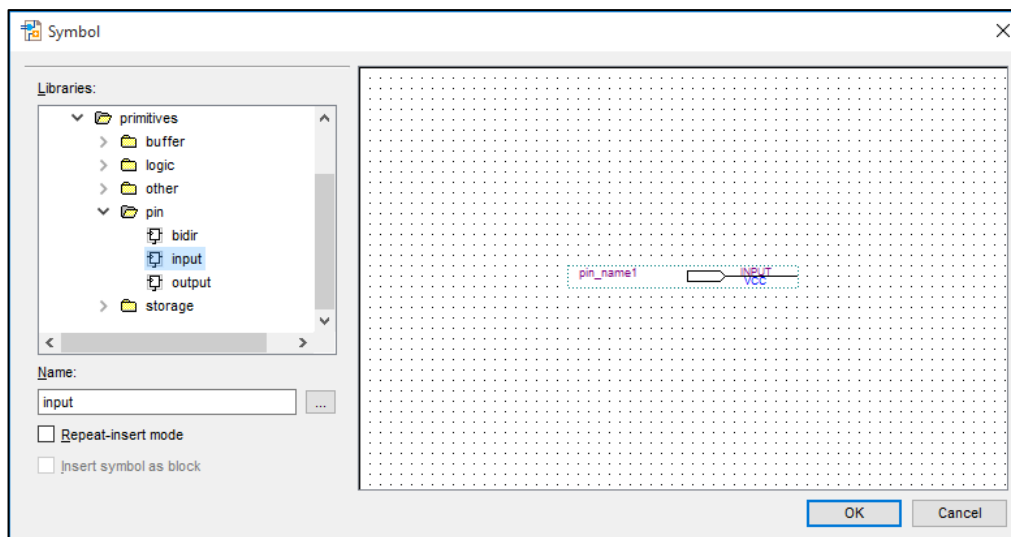 Symbol
Libraries:
primitives
buffer
logic
other
pin
bidir
input
output
storage
Name:
input
...
Repeat-insert mode
Insert symbol as block
pin_name1
INPUT
VCC
OK
Cancel